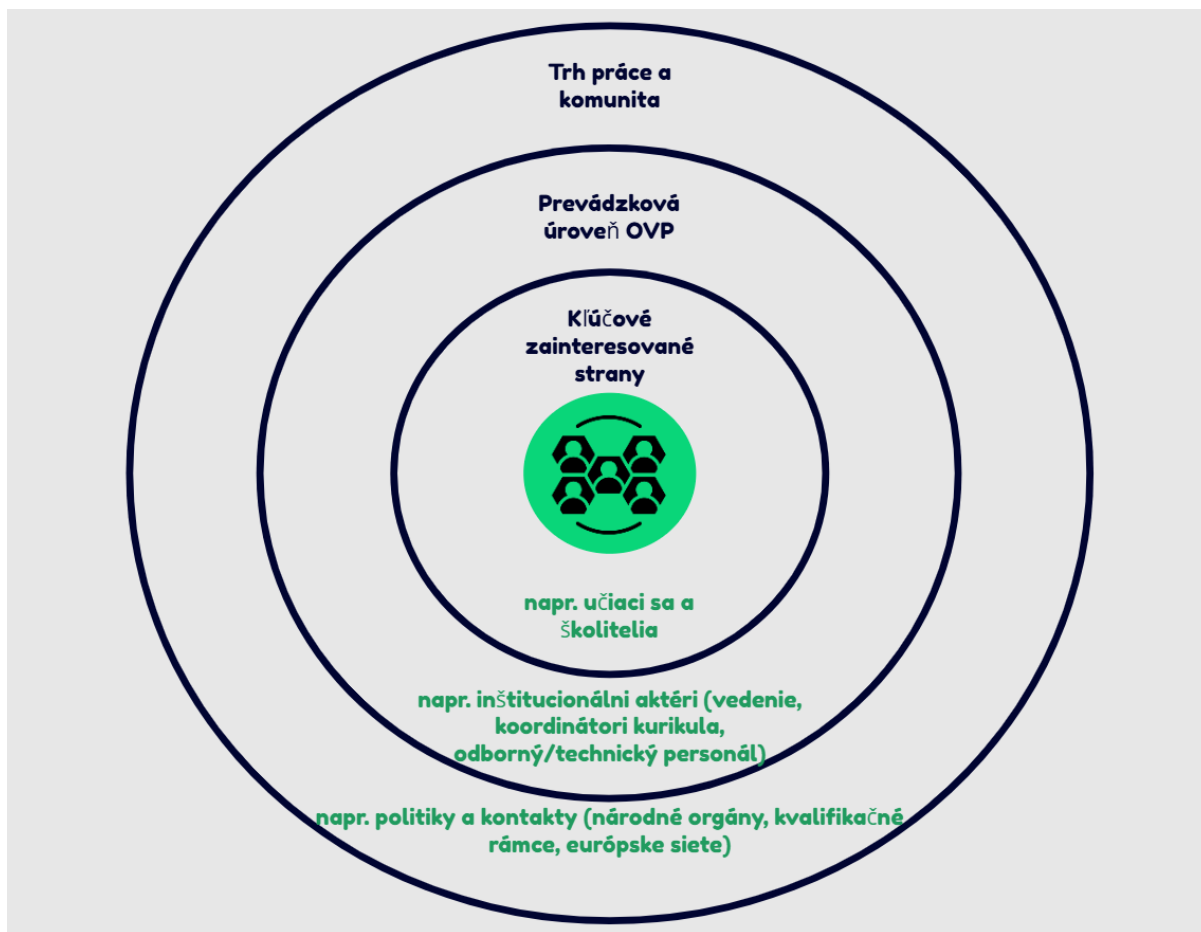 Trh práce a
komunita
Prevádzková
úroveň OVP
Kľúčové
zainteresované
strany
napr. učiaci sa a
školitelia
napr. inštitucionálni aktéri (vedenie,
koordinátori kurikula,
odborný/technický personál)
napr. politiky a kontakty (národné orgány, kvalifikačné
rámce, európske siete)